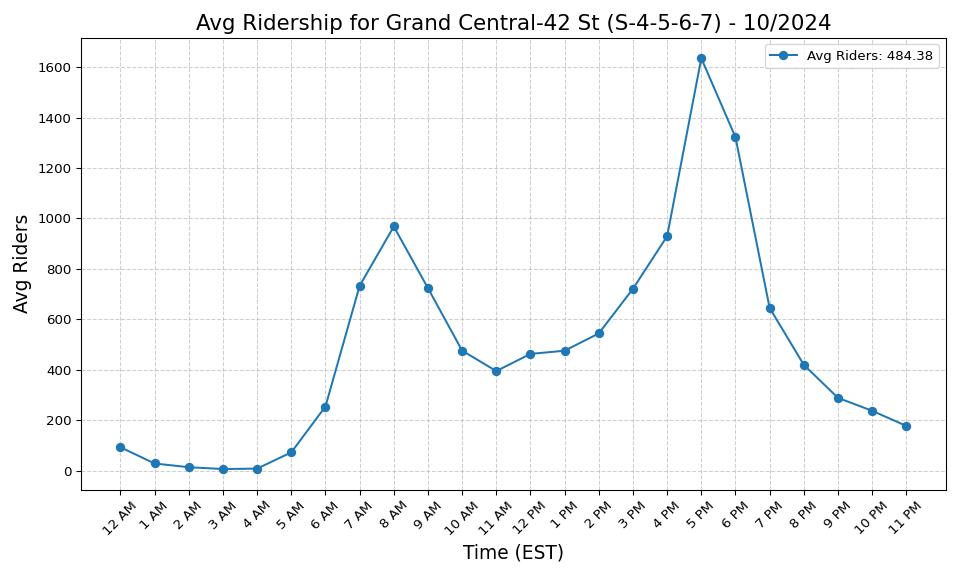 Avg Ridership for Grand Central-42 St (S-4-5-6-7) - 10/2024
Avg Riders: 484.38
Avg Riders
1600
1400
1200
1000
800
600
400
200
0
12 AM
1 AM
2 AM
3 AM
4 AM
5 AM
6 AM
7 AM
8 AM
9 AM
10 AM
11 AM
12 PM
1 PM
2 PM
3 PM
4 PM
5 PM
6 PM
7 PM
8 PM
9 PM
10 PM
11 PM
Time (EST)